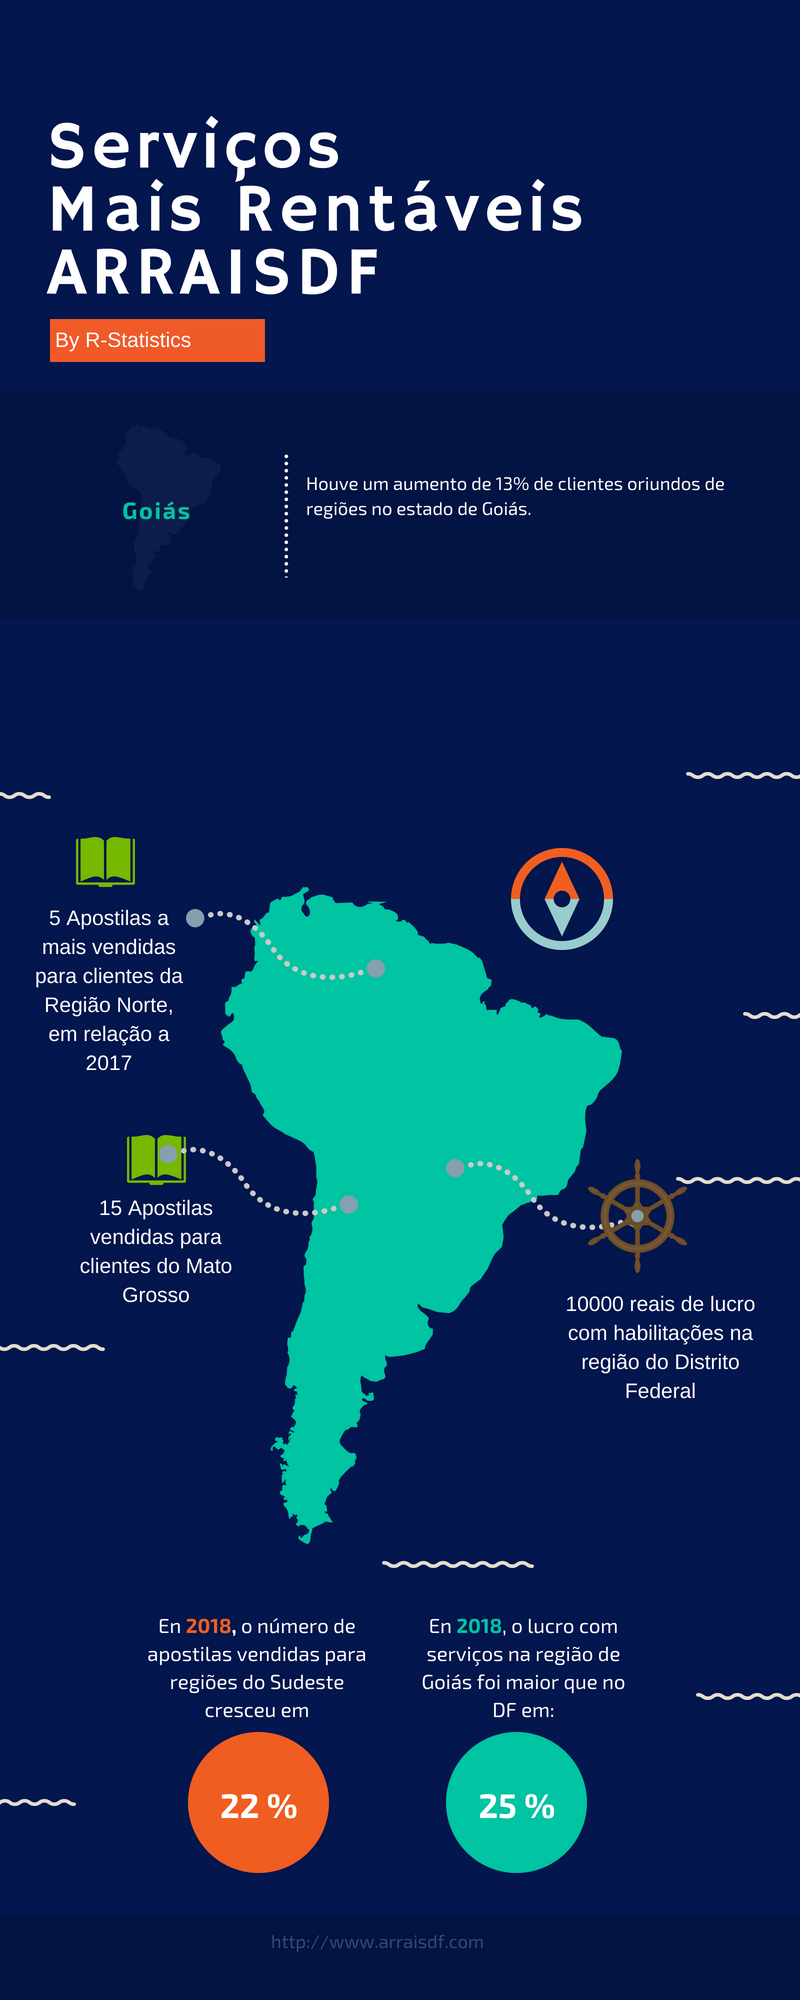 Serviços
Mais Rentáveis
ARRAISDF
By R-Statistics
Goiás
Houve um aumento de 13% de clientes oriundos de
regiões no estado de Goiás.
5 Apostilas a
mais vendidas
para clientes da
Região Norte,
em relação a
2017
15 Apostilas
vendidas para
clientes do Mato
Grosso
10000 reais de lucro
com habilitações na
região do Distrito
Federal
En 2018, o número de
apostilas vendidas para
regiões do Sudeste
cresceu em
22 %
En 2018, o lucro com
serviços na região de
Goiás foi maior que no
DF em:
25 %
http://www.arraisdf.com